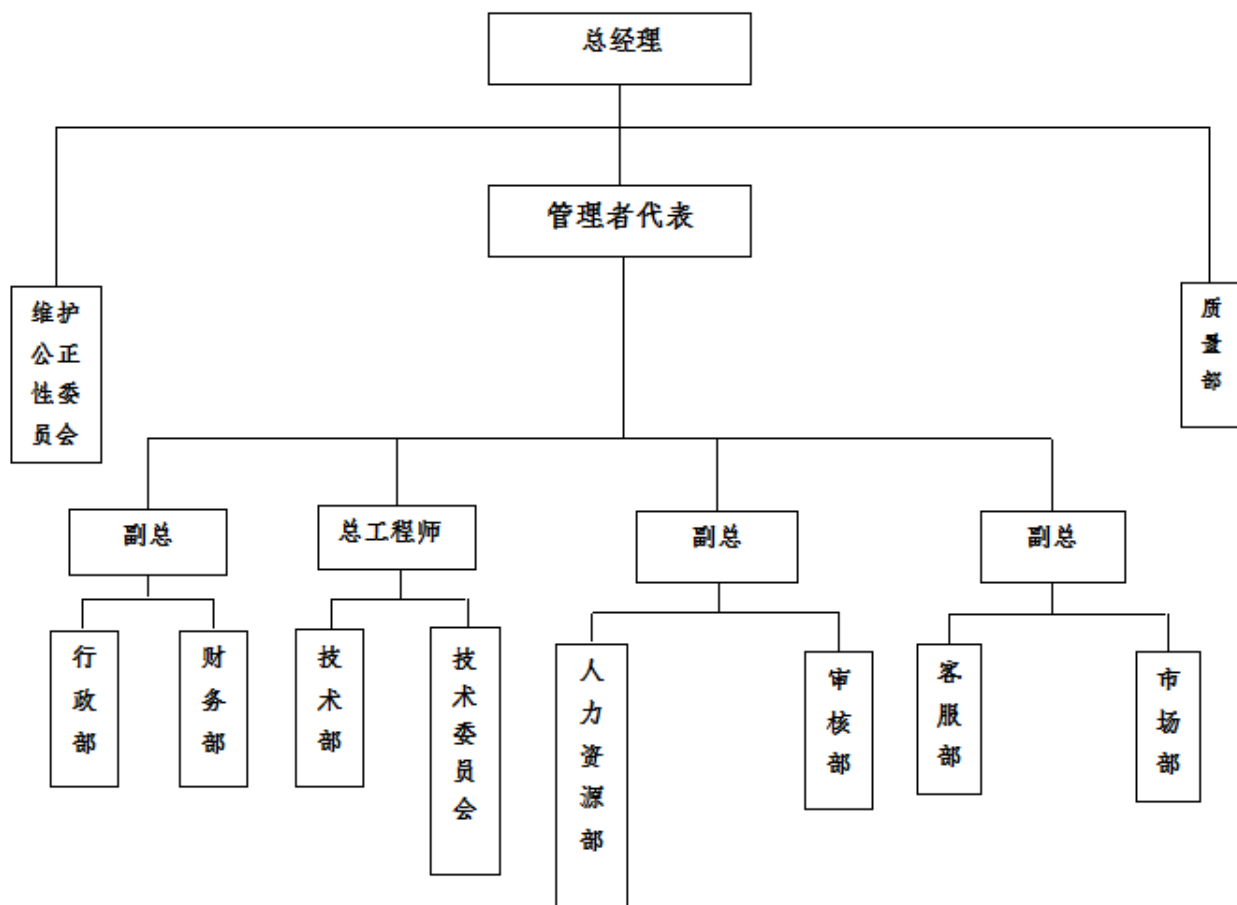 总经理
管理者代表
维护
公正
性委
员会
质量部
副总
总工程师
副总
副总
行政部
财务部
技术部
技术委员会
人力资源部
审核部
客服部
市场部